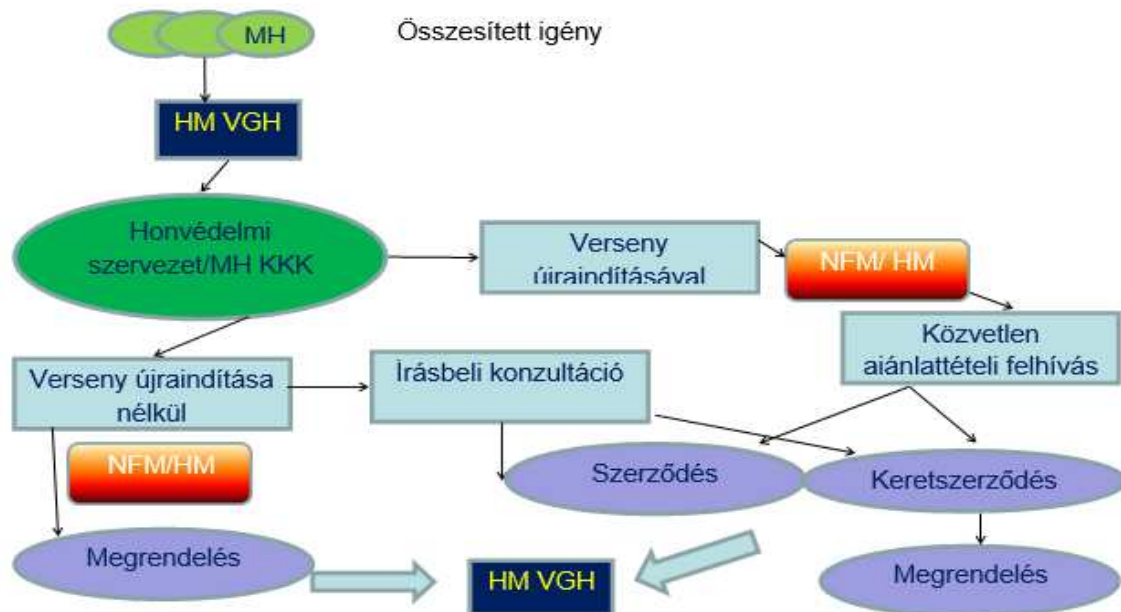 MH
Összesített igény
HM VGH
Honvédelmi
szervezet/MH KKK
Verseny
újraindításával
NFM/ HM
Közvetlen
aiánlattételi felhívás
Verseny újraindítása
nélkül
Írásbeli konzultáció
NFM/HM
Szerződés
Keretszerződés
Megrendelés
HM VGH
Megrendelés